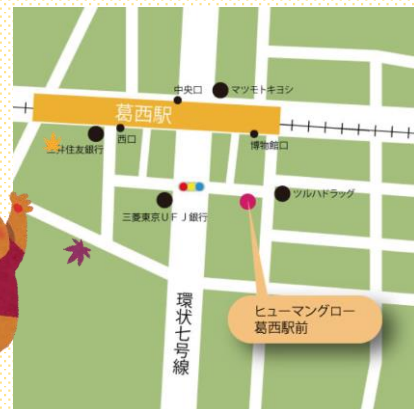 中央口
マツモトキヨシ
葛西駅
西口
三井住友銀行
博物館口
ツルハドラッグ
三菱東京ＵＦＪ銀行
環状七号線
ヒューマングロー
葛西駅前